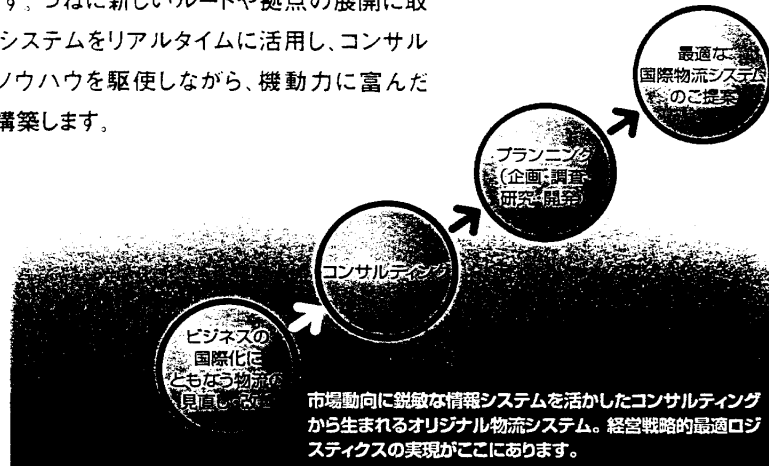 す。つねに新しいルートや拠点の展開に取
システムをリアルタイムに活用し、コンサル
ノウハウを駆使しながら、機動力に富んだ
構築します。
最適な
国際物流システム
のご提案
プランニング
(企画・調査・
研究・開発)
コンサルティング
ビジネスの
国際化に
ともなう物流の
見直し
市場動向に鋭敏な情報システムを活かしたコンサルティング
から生まれるオリジナル物流システム。経営戦略的最適ロジ
スティクスの実現がここにあります。